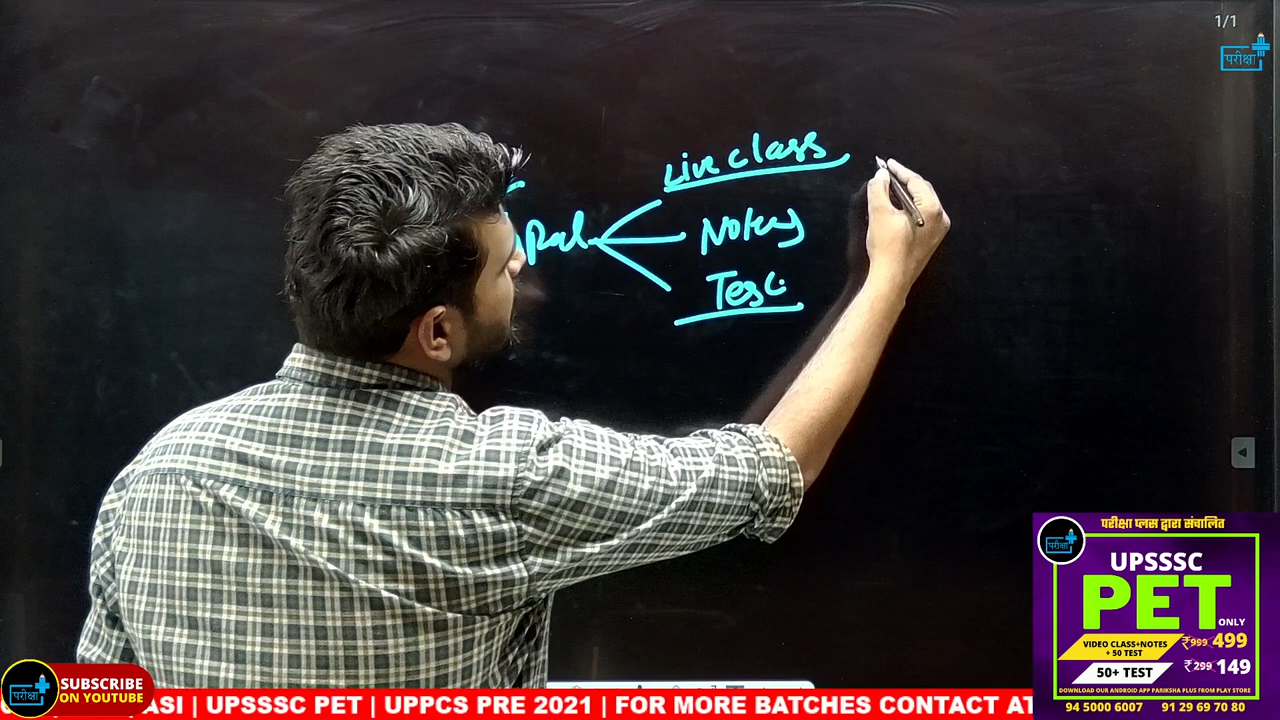 1/1
परीक्षा
Live class
Notes
Test
परीक्षा प्लस द्वारा संचालित
परीक्षा
UPSSSC
PET
ONLY
VIDEO CLASS+NOTES
+ 50 TEST
₹999 499
50+ TEST
₹299 149
DOWNLOAD OUR ANDROID APP PARIKSHA PLUS FROM PLAY STORE
94 5000 6007 91 29 69 70 80
परीक्षा
SUBSCRIBE
ON YOUTUBE
ASI | UPSSSC PET | UPPCS PRE 2021 | FOR MORE BATCHES CONTACT AT